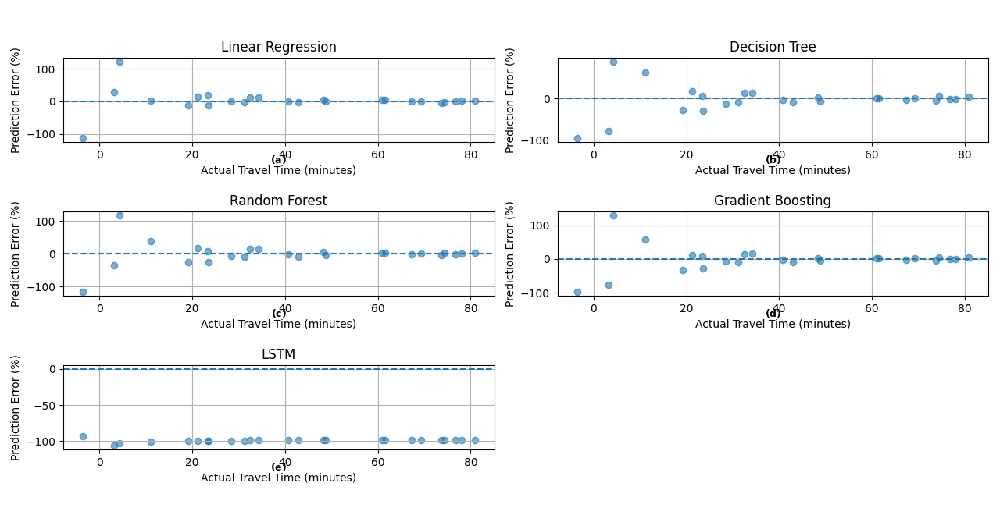 Linear Regression
Prediction Error (%)
100
0
−100
0 20 40 60 80
(a)
Actual Travel Time (minutes)
Decision Tree
Prediction Error (%)
0
−100
0 20 40 60 80
(b)
Actual Travel Time (minutes)
Random Forest
Prediction Error (%)
100
0
−100
0 20 40 60 80
(c)
Actual Travel Time (minutes)
Gradient Boosting
Prediction Error (%)
100
0
−100
0 20 40 60 80
(d)
Actual Travel Time (minutes)
LSTM
Prediction Error (%)
0
−50
−100
0 20 40 60 80
(e)
Actual Travel Time (minutes)